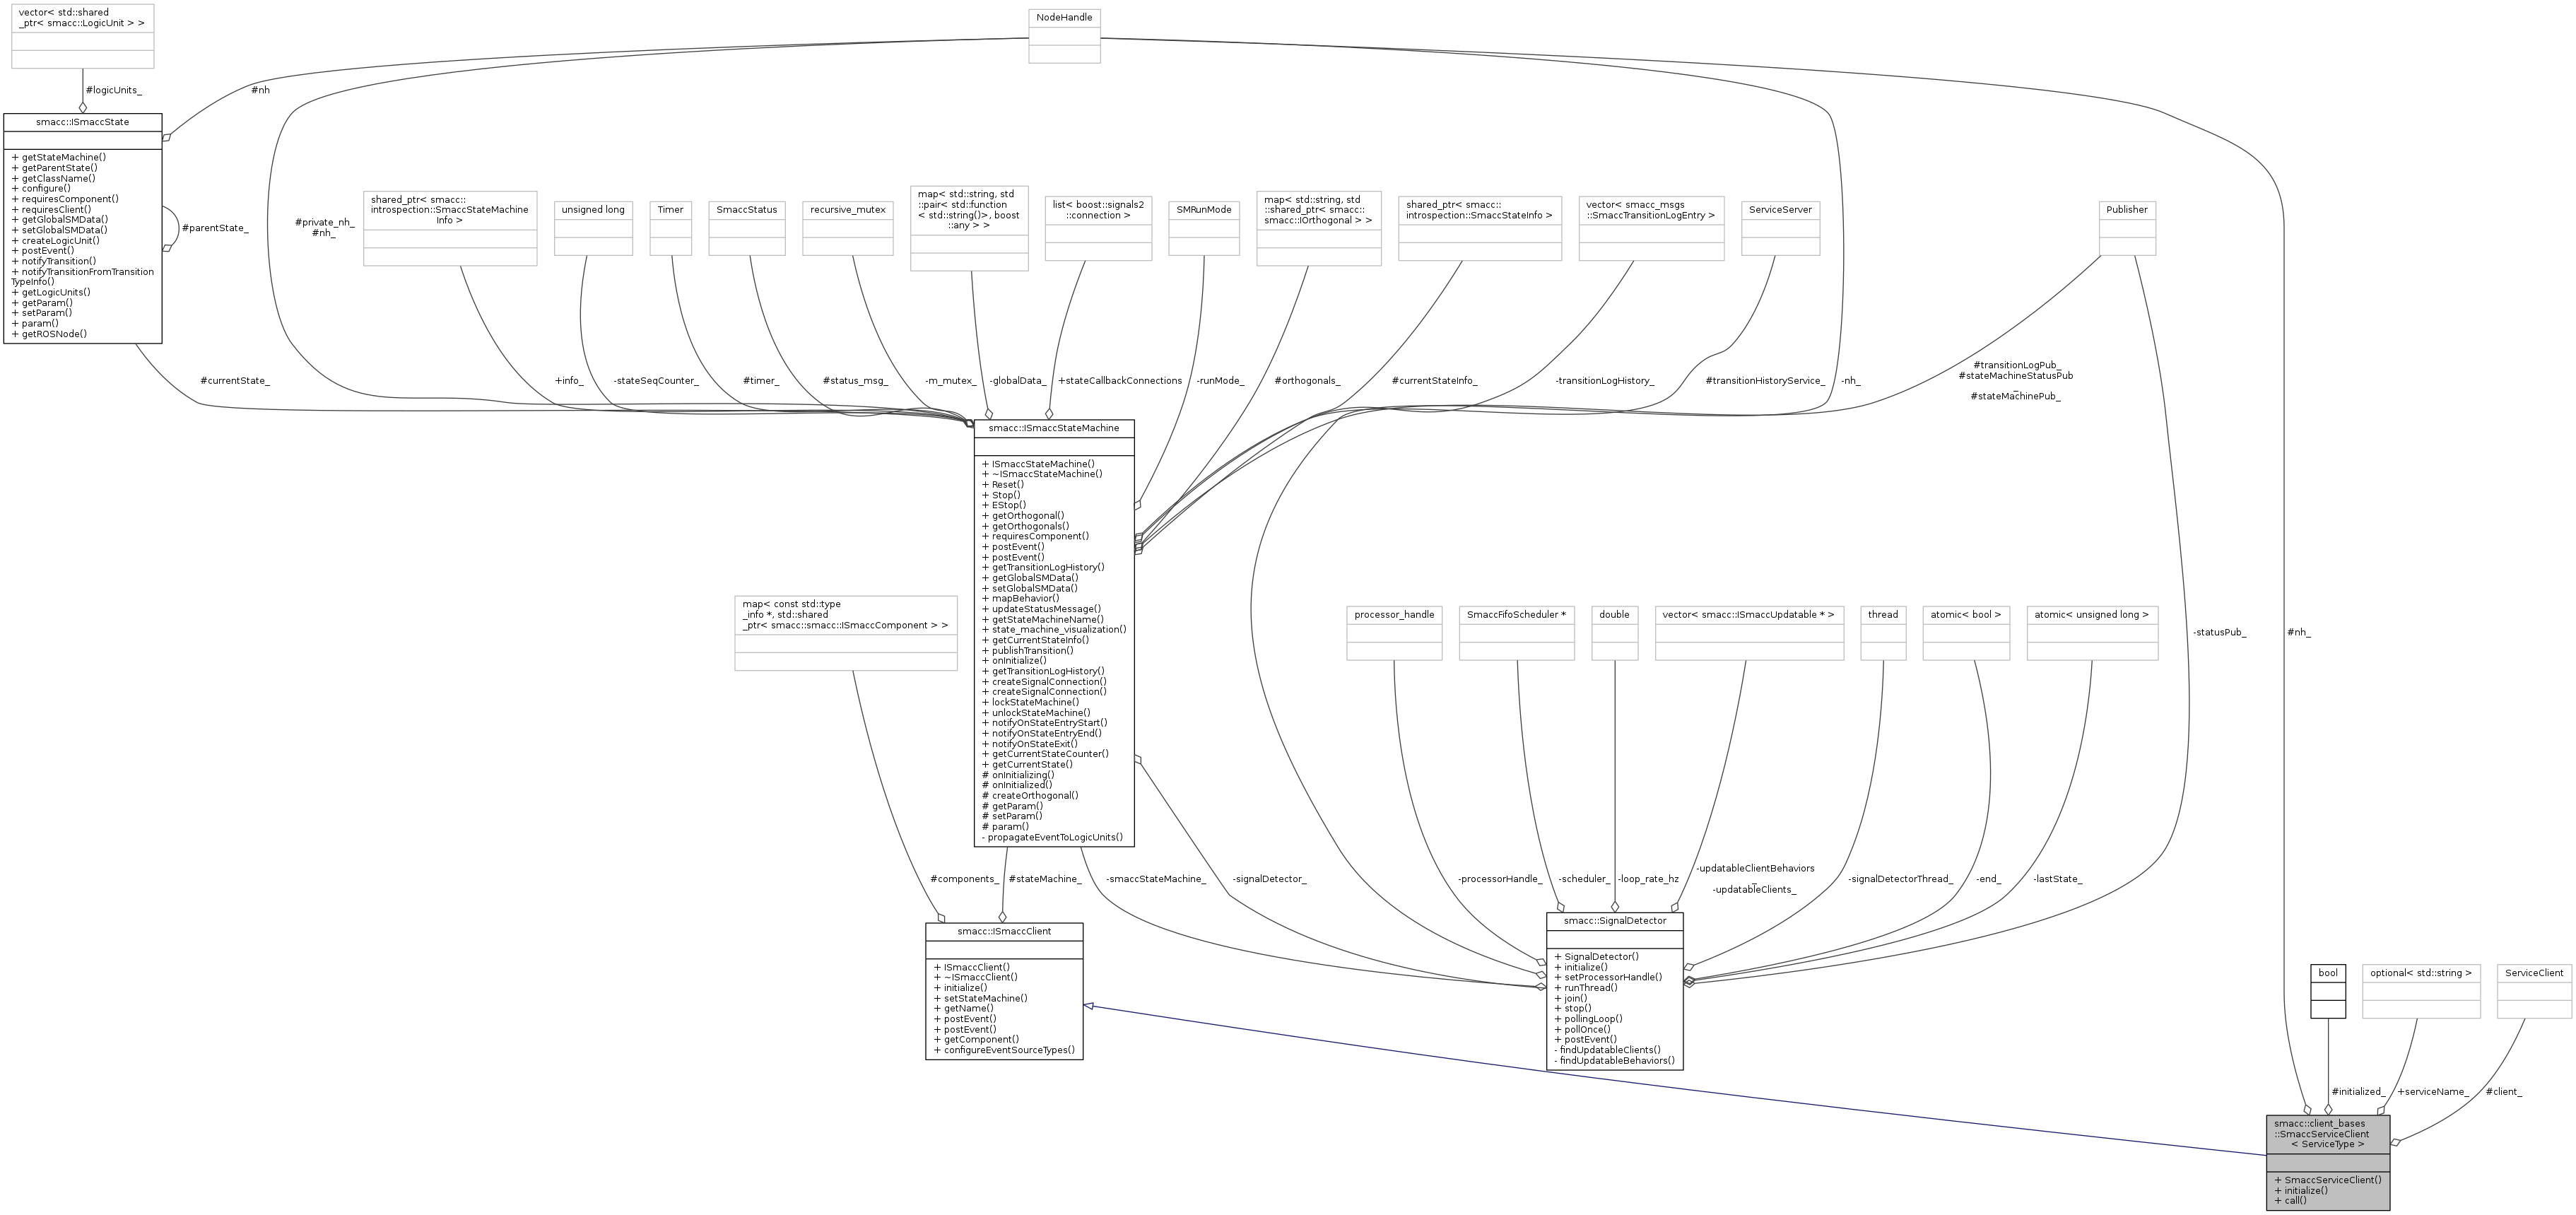 vector< std::shared
_ptr< smacc::LogicUnit > >
NodeHandle
#logicUnits_
#nh
smacc::ISmaccState
+ getStateMachine()
+ getParentState()
+ getClassName()
+ configure()
+ requiresComponent()
+ requiresClient()
+ getGlobalSMData()
+ setGlobalSMData()
+ createLogicUnit()
+ postEvent()
+ notifyTransition()
+ notifyTransitionFromTransition
TypeInfo()
+ getLogicUnits()
+ getParam()
+ setParam()
+ param()
+ getROSNode()
#parentState_
#private_nh_
#nh_
shared_ptr< smacc::
introspection::SmaccStateMachine
Info >
unsigned long
Timer
SmaccStatus
recursive_mutex
map< std::string, std
::pair< std::function
< std::string()>, boost
::any > >
list< boost::signals2
::connection >
SMRunMode
map< std::string, std
::shared_ptr< smacc::
smacc::IOrthogonal > >
shared_ptr< smacc::
introspection::SmaccStateInfo >
vector< smacc_msgs
::SmaccTransitionLogEntry >
ServiceServer
Publisher
#currentState_
+info_
-stateSeqCounter_
#timer_
#status_msg_
-m_mutex_
-globalData_
+stateCallbackConnections
-runMode_
#orthogonals_
#currentStateInfo_
-transitionLogHistory_
#transitionHistoryService_
-nh_
#transitionLogPub_
#stateMachineStatusPub
_
#stateMachinePub_
smacc::ISmaccStateMachine
+ ISmaccStateMachine()
+ ~ISmaccStateMachine()
+ Reset()
+ Stop()
+ EStop()
+ getOrthogonal()
+ getOrthogonals()
+ requiresComponent()
+ postEvent()
+ postEvent()
+ getTransitionLogHistory()
+ getGlobalSMData()
+ setGlobalSMData()
+ mapBehavior()
+ updateStatusMessage()
+ getStateMachineName()
+ state_machine_visualization()
+ getCurrentStateInfo()
+ publishTransition()
+ onInitialize()
+ getTransitionLogHistory()
+ createSignalConnection()
+ createSignalConnection()
+ lockStateMachine()
+ unlockStateMachine()
+ notifyOnStateEntryStart()
+ notifyOnStateEntryEnd()
+ notifyOnStateExit()
+ getCurrentStateCounter()
+ getCurrentState()
# onInitializing()
# onInitialized()
# createOrthogonal()
# getParam()
# setParam()
# param()
- propagateEventToLogicUnits()
map< const std::type
_info *, std::shared
_ptr< smacc::smacc::ISmaccComponent > >
processor_handle
SmaccFifoScheduler *
double
vector< smacc::ISmaccUpdatable * >
thread
atomic< bool >
atomic< unsigned long >
-statusPub_
#nh_
#components_
#stateMachine_
-smaccStateMachine_
-signalDetector_
-processorHandle_
-scheduler_
-loop_rate_hz
-updatableClientBehaviors
_
-updatableClients_
-signalDetectorThread_
-end_
-lastState_
smacc::ISmaccClient
+ ISmaccClient()
+ ~ISmaccClient()
+ initialize()
+ setStateMachine()
+ getName()
+ postEvent()
+ postEvent()
+ getComponent()
+ configureEventSourceTypes()
smacc::SignalDetector
+ SignalDetector()
+ initialize()
+ setProcessorHandle()
+ runThread()
+ join()
+ stop()
+ pollingLoop()
+ pollOnce()
+ postEvent()
- findUpdatableClients()
- findUpdatableBehaviors()
bool
optional< std::string >
ServiceClient
#initialized_
+serviceName_
#client_
smacc::client_bases
::SmaccServiceClient
< ServiceType >
+ SmaccServiceClient()
+ initialize()
+ call()